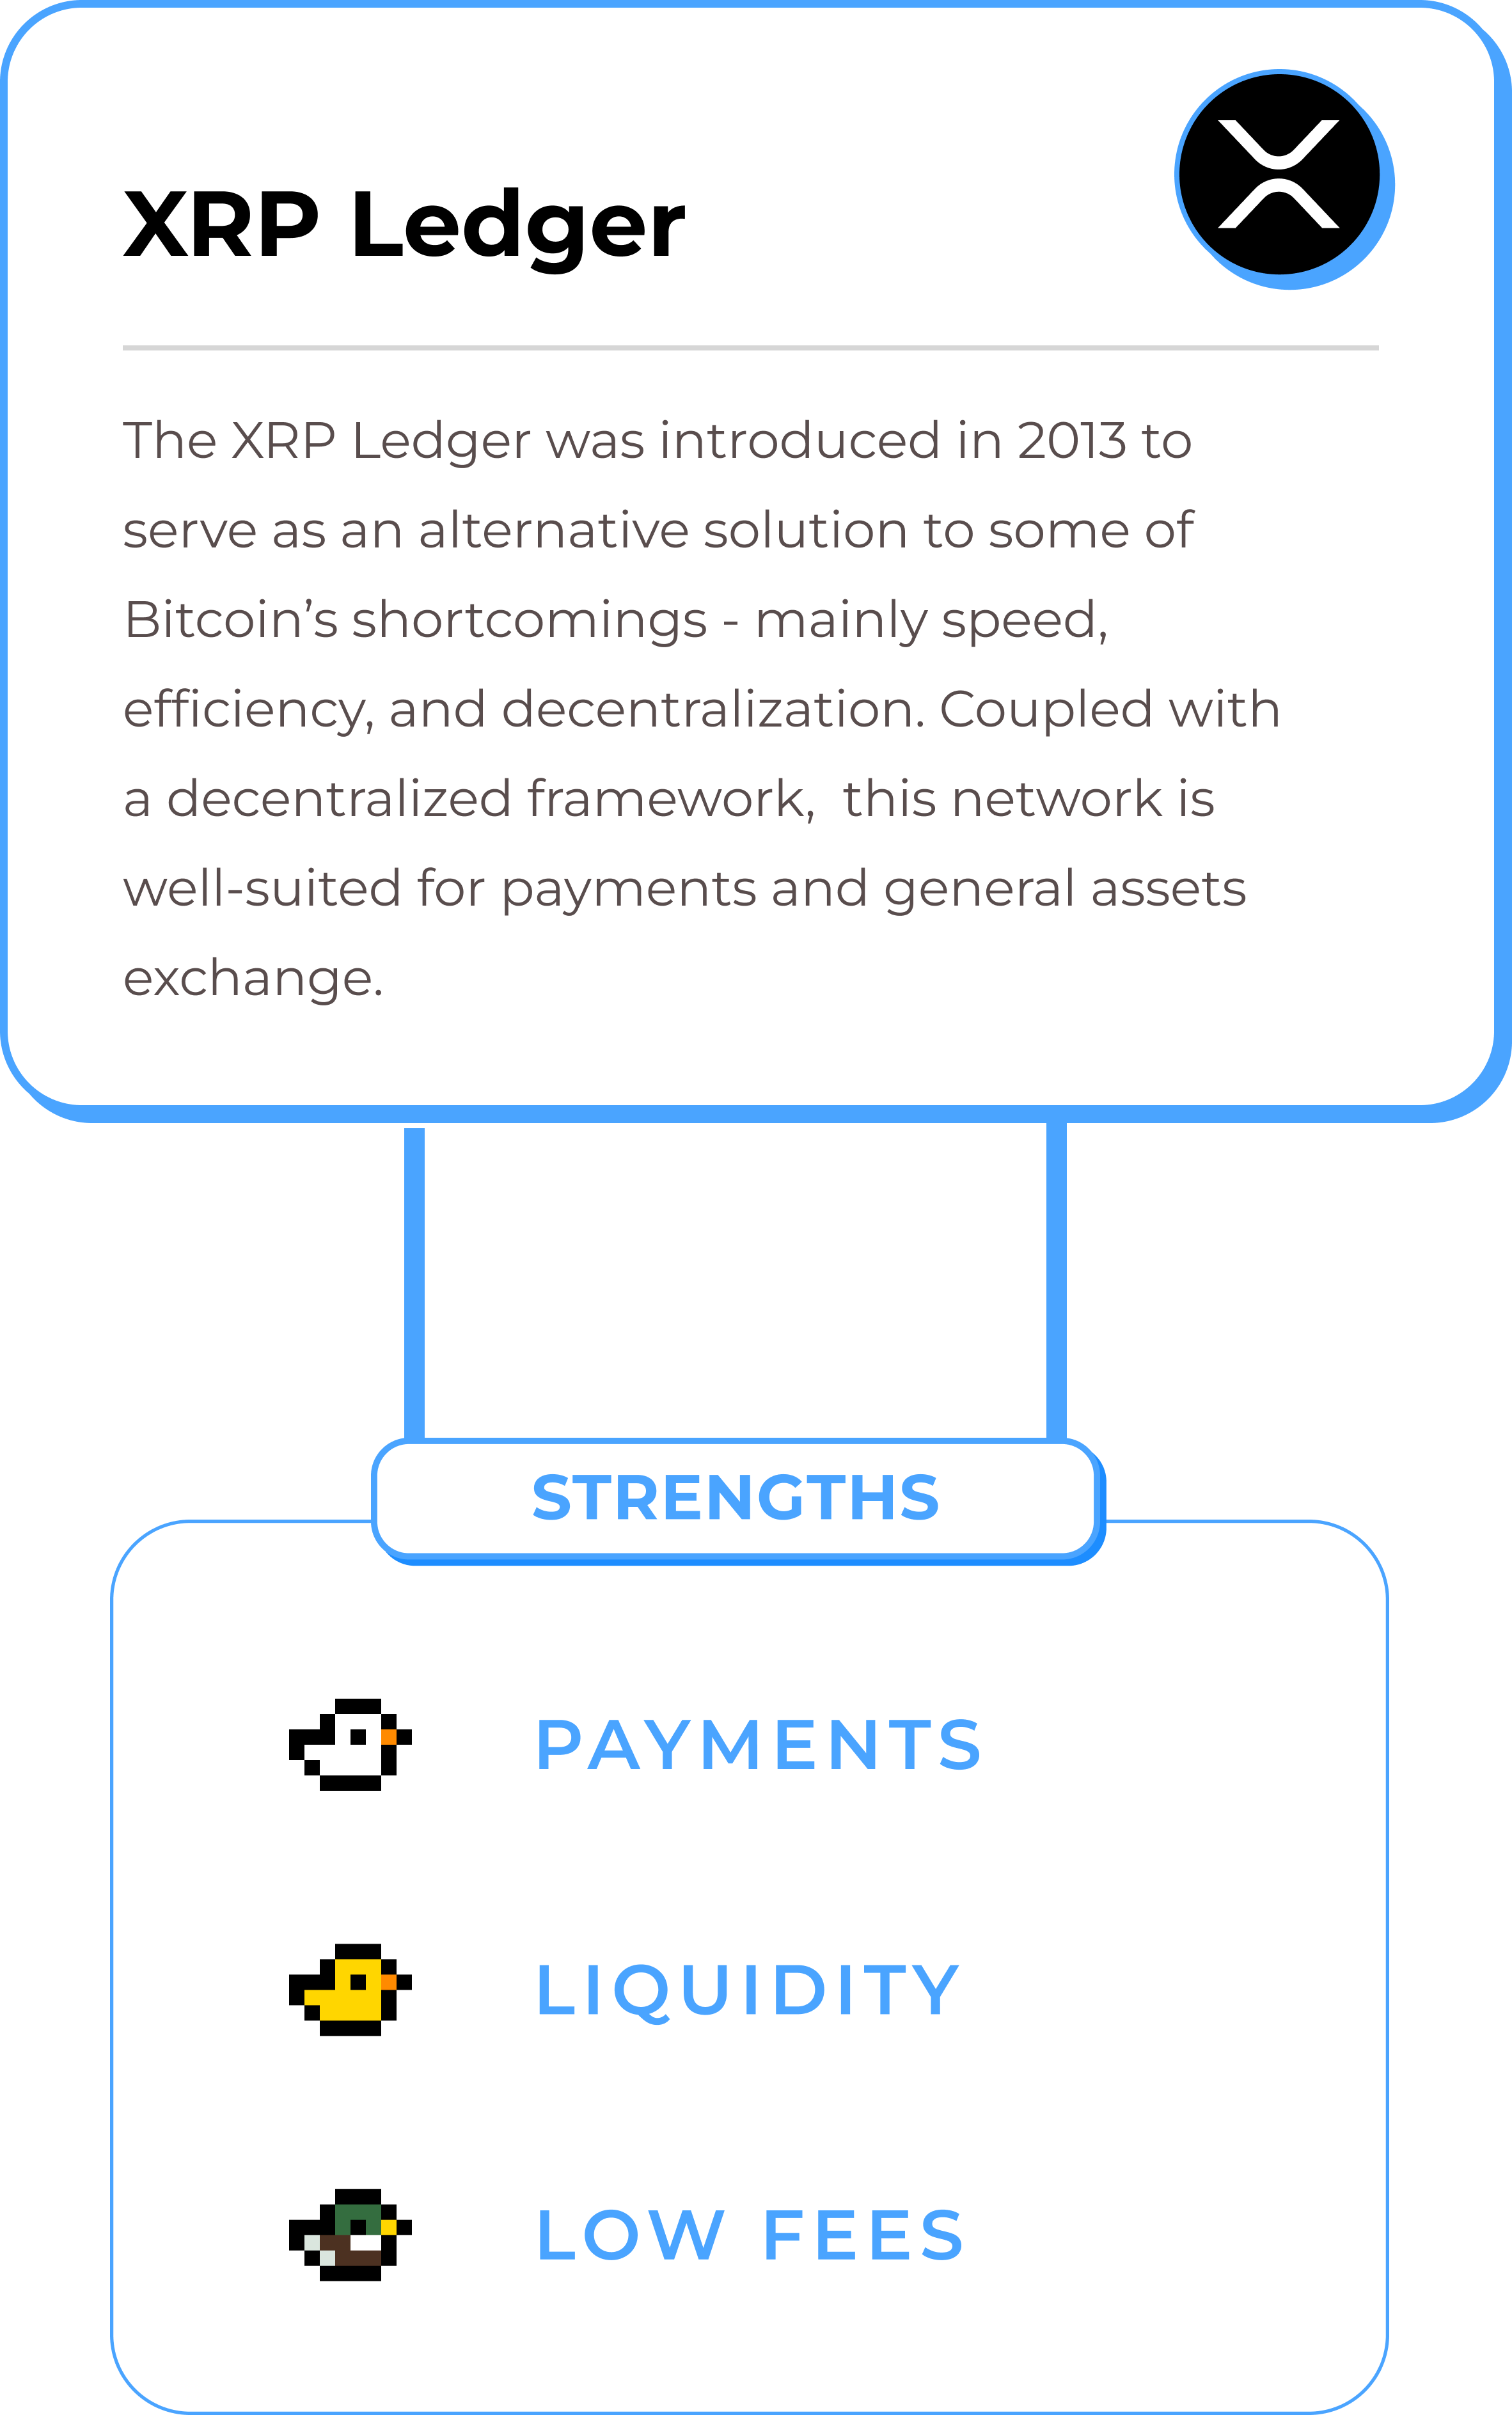 XRP Ledger
The XRP Ledger was introduced in 2013 to
serve as an alternative solution to some of
Bitcoin’s shortcomings - mainly speed,
efficiency, and decentralization. Coupled with
a decentralized framework,  this network is
well-suited for payments and general assets
exchange.
STRENGTHS
PAYMENTS
LIQUIDITY
LOW FEES